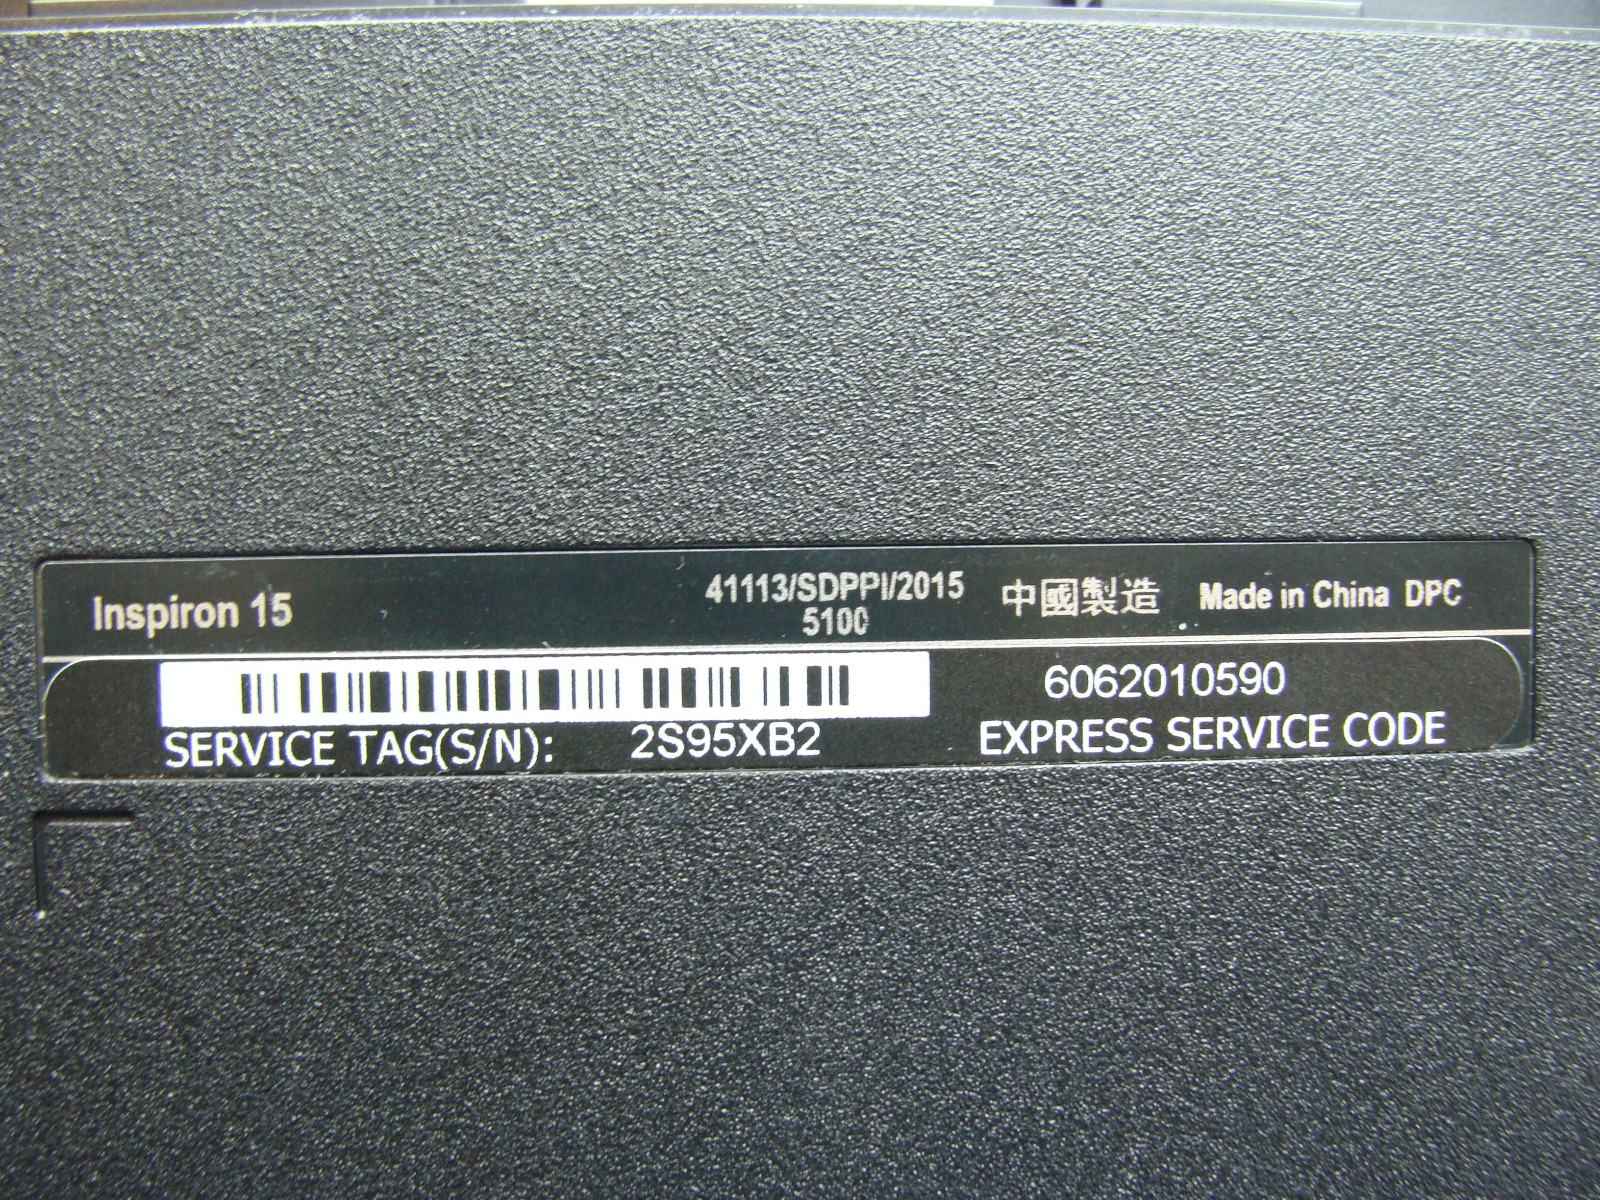 Inspiron 15
41113/SDPPI/2015
5100
中國製造 Made in China DPC
6062010590
SERVICE TAG(S/N): 2S95XB2
EXPRESS SERVICE CODE